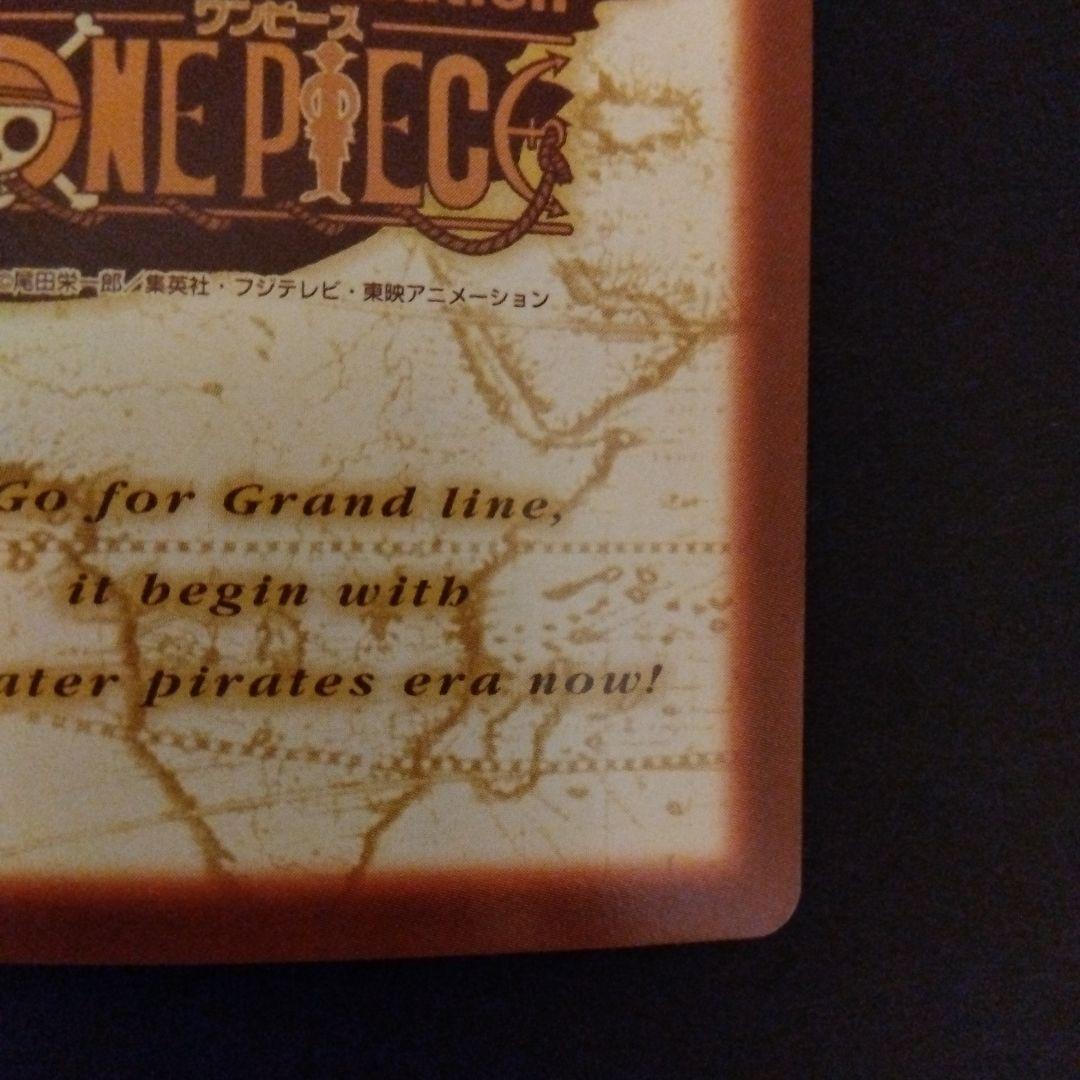 ワンピース
ONE PIECE
©尾田栄一郎／集英社・フジテレビ・東映アニメーション
Go for Grand line,
it begin with
ater pirates era now!